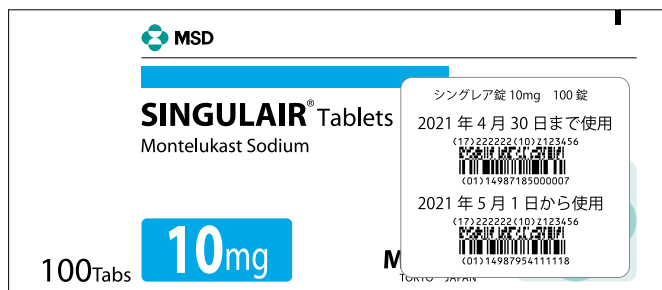 MSD
SINGULAIR® Tablets
Montelukast Sodium
100Tabs
10mg
シングレア錠 10mg 100 錠
2021 年 4 月 30 日まで使用
(17)222222(10)Z123456
(01)14987185000007
2021 年 5 月 1 日から使用
(17)222222(10)Z123456
(01)14987954111118
M
JAPAN